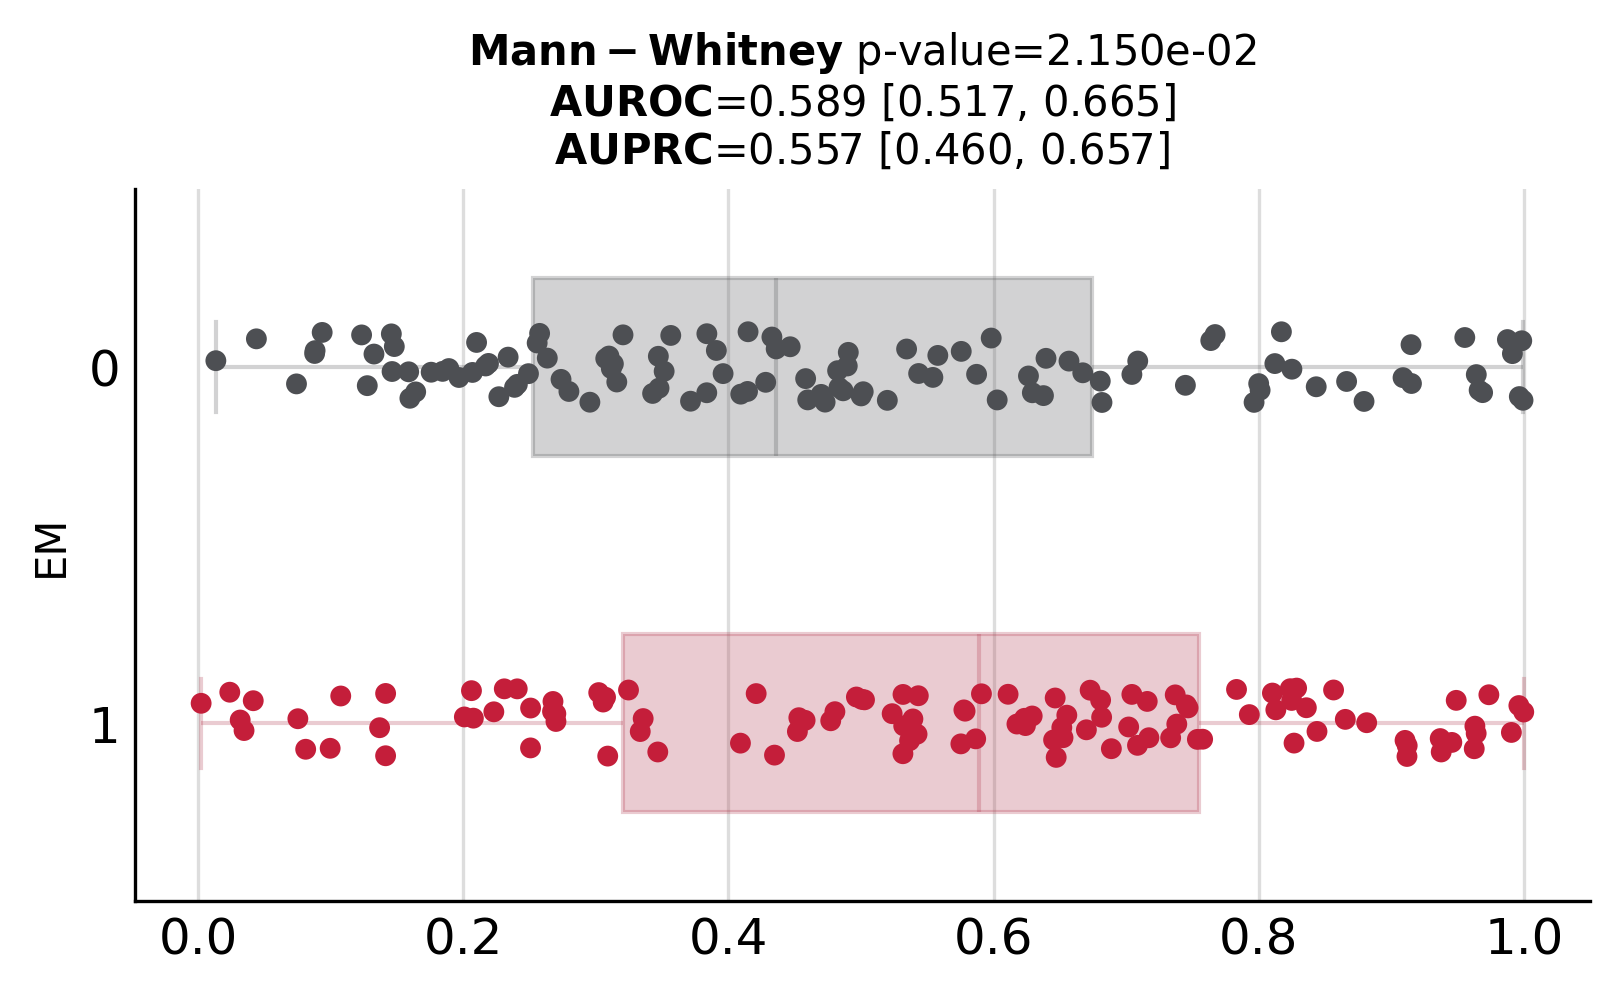 Mann − Whitney p-value=2.150e-02
AUROC=0.589 [0.517, 0.665]
AUPRC=0.557 [0.460, 0.657]
0
EM
1
0.0 0.2 0.4 0.6 0.8 1.0